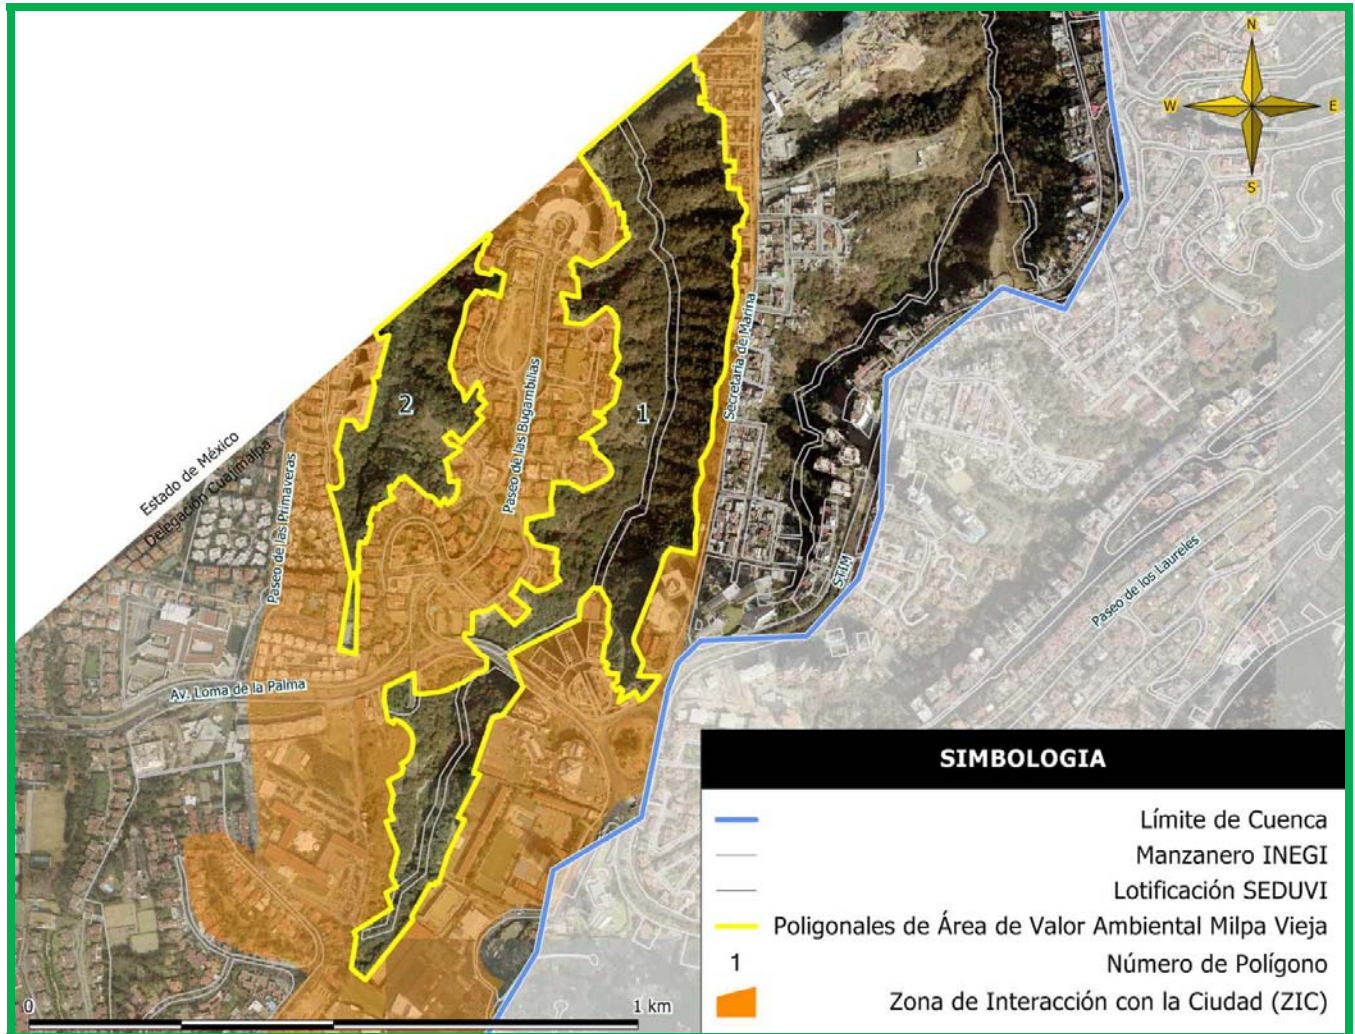 N
W
E
S
2
1
Secretaría de Marina
Paseo de las Bugambilias
Estado de México
Delegación Cuajimalpa
Paseo de las Primaveras
STIM
Paseo de los Laureles
Av. Loma de la Palma
SIMBOLOGIA
Límite de Cuenca
Manzanero INEGI
Lotificación SEDUVI
Poligonales de Área de Valor Ambiental Milpa Vieja
1 Número de Polígono
Zona de Interacción con la Ciudad (ZIC)
0 1 km